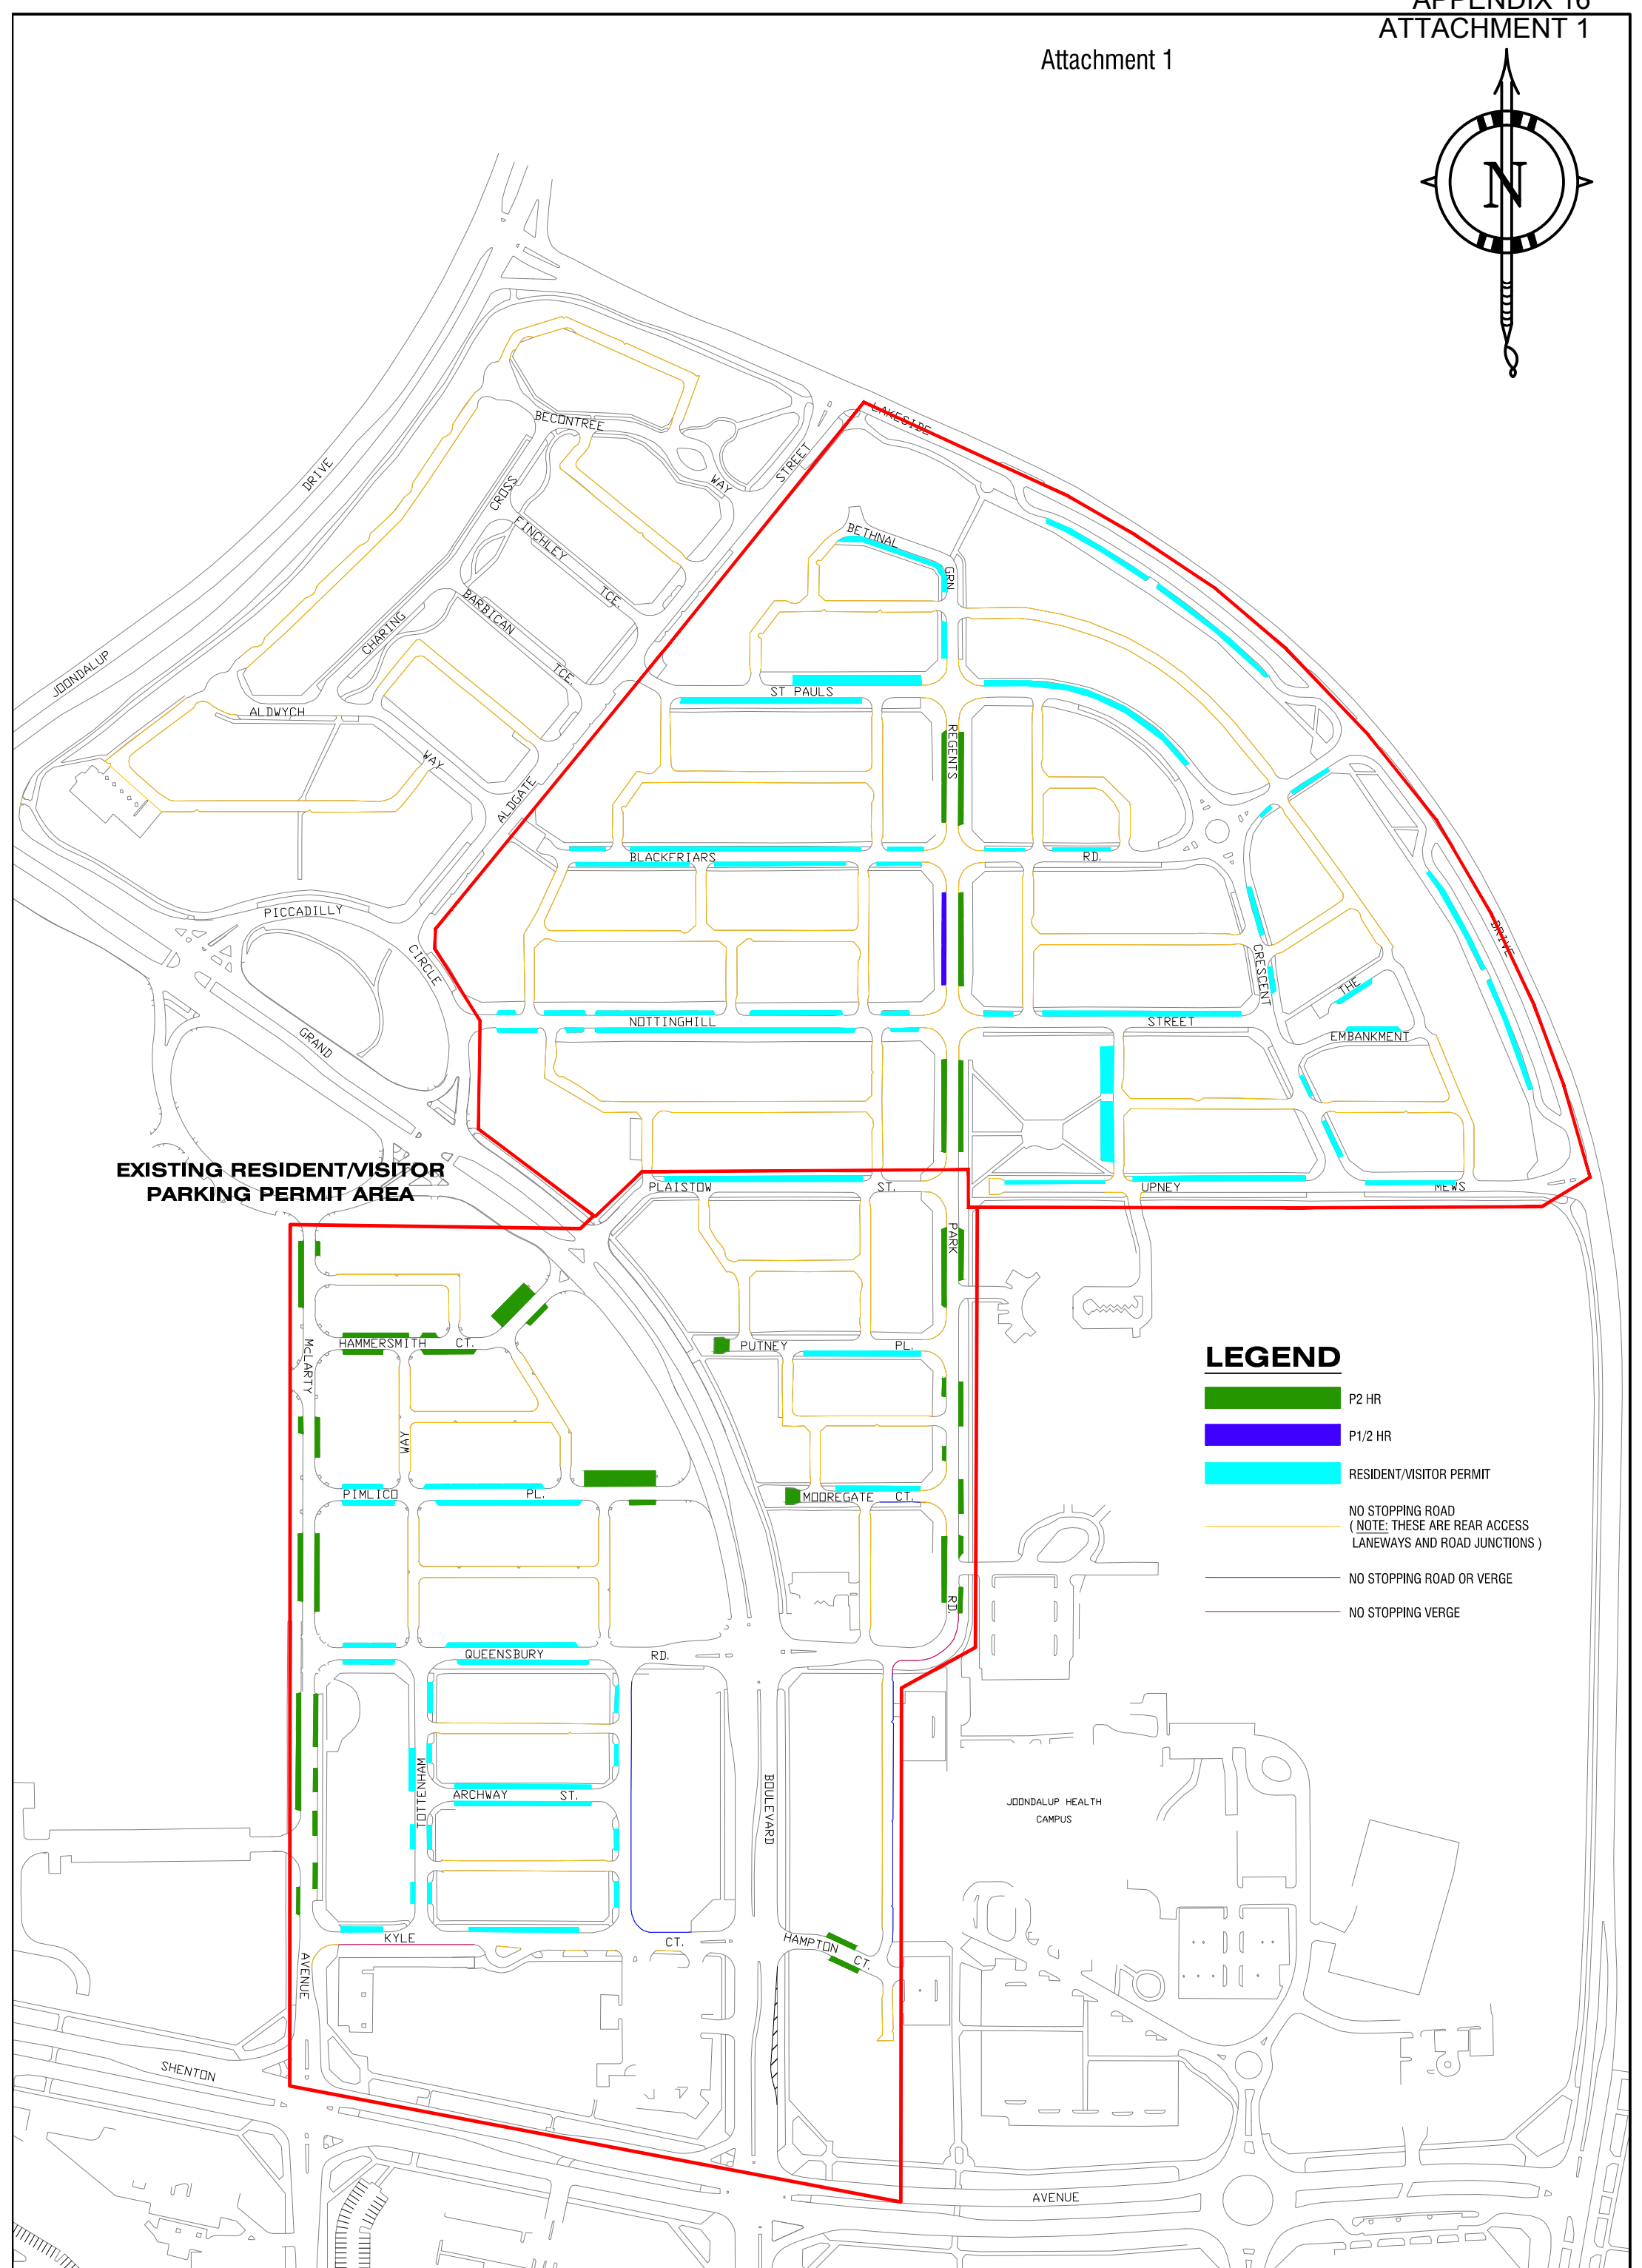 APPENDIX 16
ATTACHMENT 1
Attachment 1
N
LAKESIDE
BECONTREE
STREET
DRIVE
WAY
CROSS
FINCHLEY
BETHNAL
GRN
TCE.
BARBICAN
CHARING
TCE.
JOONDALUP
ST PAULS
ALDWYCH
REGENTS
WAY
ALDGATE
BLACKFRIARS
RD.
PICCADILLY
DRIVE
CIRCLE
CRESCENT
THE
NOTTINGHILL
STREET
GRAND
EMBANKMENT
EXISTING RESIDENT/VISITOR
PARKING PERMIT AREA
PLAISTOW
ST.
UPNEY
MEWS
PARK
HAMMERSMITH
CT.
PUTNEY
PL.
McLARTY
LEGEND
P2 HR
P1/2 HR
WAY
RESIDENT/VISITOR PERMIT
PIMLICO
PL.
MOOREGATE
CT.
NO STOPPING ROAD
( NOTE: THESE ARE REAR ACCESS
LANEWAYS AND ROAD JUNCTIONS )
NO STOPPING ROAD OR VERGE
RD.
NO STOPPING VERGE
QUEENSBURY
RD.
TOTTENHAM
ARCHWAY
ST.
BOULEVARD
JOONDALUP HEALTH
CAMPUS
KYLE
CT.
HAMPTON
CT.
AVENUE
SHENTON
AVENUE